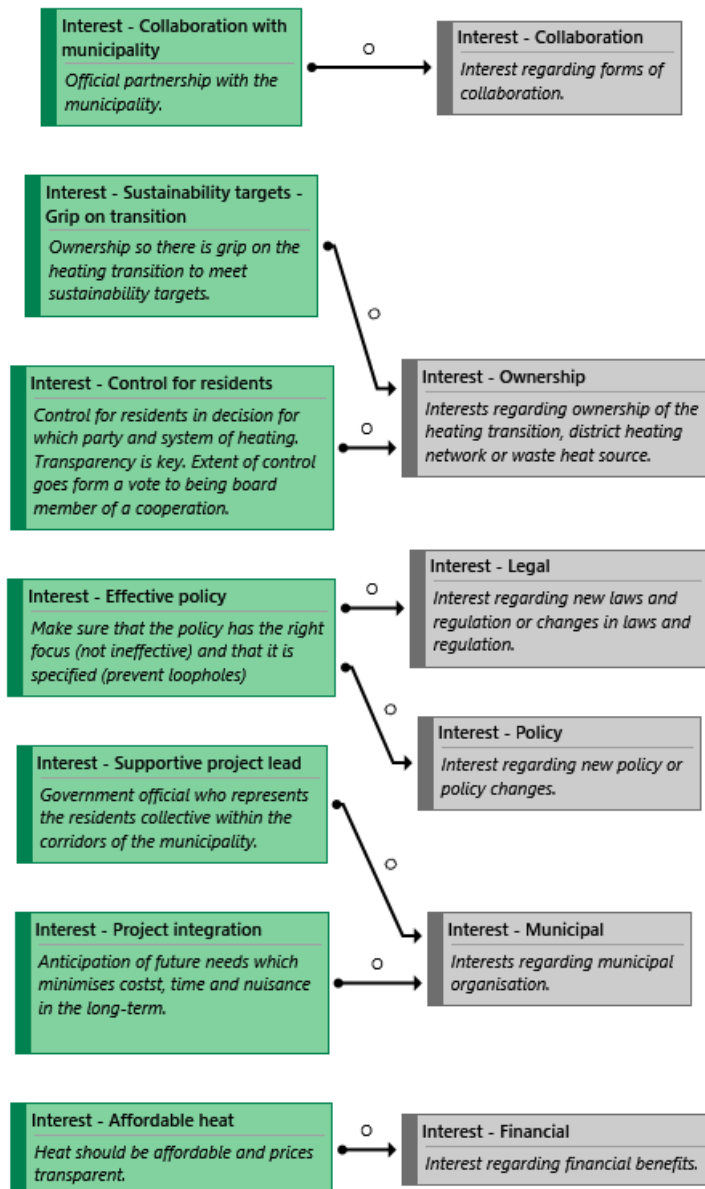 Interest - Collaboration with
municipality
Official partnership with the
municipality.
Interest - Collaboration
Interest regarding forms of
collaboration.
Interest - Sustainability targets -
Grip on transition
Ownership so there is grip on the
heating transition to meet
sustainability targets.
Interest - Control for residents
Control for residents in decision for
which party and system of heating.
Transparency is key. Extent of control
goes form a vote to being board
member of a cooperation.
Interest - Ownership
Interests regarding ownership of the
heating transition, district heating
network or waste heat source.
Interest - Effective policy
Make sure that the policy has the right
focus (not ineffective) and that it is
specified (prevent loopholes)
Interest - Legal
Interest regarding new laws and
regulation or changes in laws and
regulation.
Interest - Policy
Interest regarding new policy or
policy changes.
Interest - Supportive project lead
Government official who represents
the residents collective within the
corridors of the municipality.
Interest - Project integration
Anticipation of future needs which
minimises costst, time and nuisance
in the long-term.
Interest - Municipal
Interests regarding municipal
organisation.
Interest - Affordable heat
Heat should be affordable and prices
transparent.
Interest - Financial
Interest regarding financial benefits.